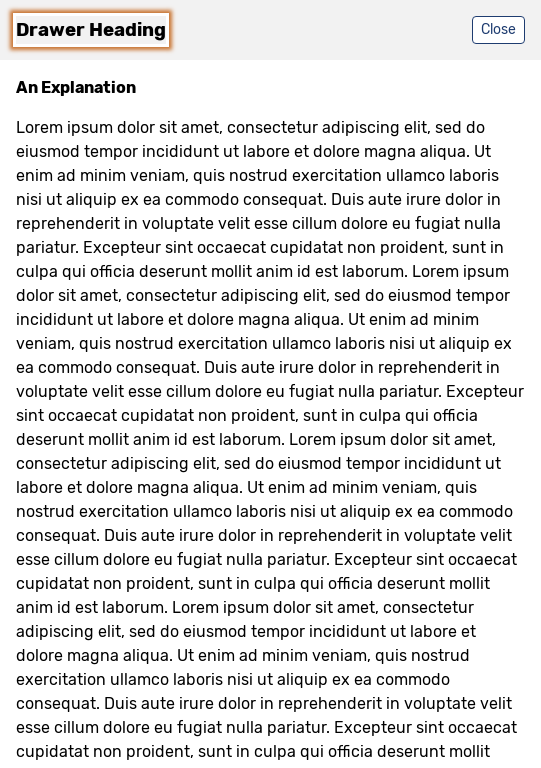 Drawer Heading
Close
An Explanation
Lorem ipsum dolor sit amet, consectetur adipiscing elit, sed do
eiusmod tempor incididunt ut labore et dolore magna aliqua. Ut
enim ad minim veniam, quis nostrud exercitation ullamco laboris
nisi ut aliquip ex ea commodo consequat. Duis aute irure dolor in
reprehenderit in voluptate velit esse cillum dolore eu fugiat nulla
pariatur. Excepteur sint occaecat cupidatat non proident, sunt in
culpa qui officia deserunt mollit anim id est laborum. Lorem ipsum
dolor sit amet, consectetur adipiscing elit, sed do eiusmod tempor
incididunt ut labore et dolore magna aliqua. Ut enim ad minim
veniam, quis nostrud exercitation ullamco laboris nisi ut aliquip ex
ea commodo consequat. Duis aute irure dolor in reprehenderit in
voluptate velit esse cillum dolore eu fugiat nulla pariatur. Excepteur
sint occaecat cupidatat non proident, sunt in culpa qui officia
deserunt mollit anim id est laborum. Lorem ipsum dolor sit amet,
consectetur adipiscing elit, sed do eiusmod tempor incididunt ut
labore et dolore magna aliqua. Ut enim ad minim veniam, quis
nostrud exercitation ullamco laboris nisi ut aliquip ex ea commodo
consequat. Duis aute irure dolor in reprehenderit in voluptate velit
esse cillum dolore eu fugiat nulla pariatur. Excepteur sint occaecat
cupidatat non proident, sunt in culpa qui officia deserunt mollit
anim id est laborum. Lorem ipsum dolor sit amet, consectetur
adipiscing elit, sed do eiusmod tempor incididunt ut labore et
dolore magna aliqua. Ut enim ad minim veniam, quis nostrud
exercitation ullamco laboris nisi ut aliquip ex ea commodo
consequat. Duis aute irure dolor in reprehenderit in voluptate velit
esse cillum dolore eu fugiat nulla pariatur. Excepteur sint occaecat
cupidatat non proident, sunt in culpa qui officia deserunt mollit